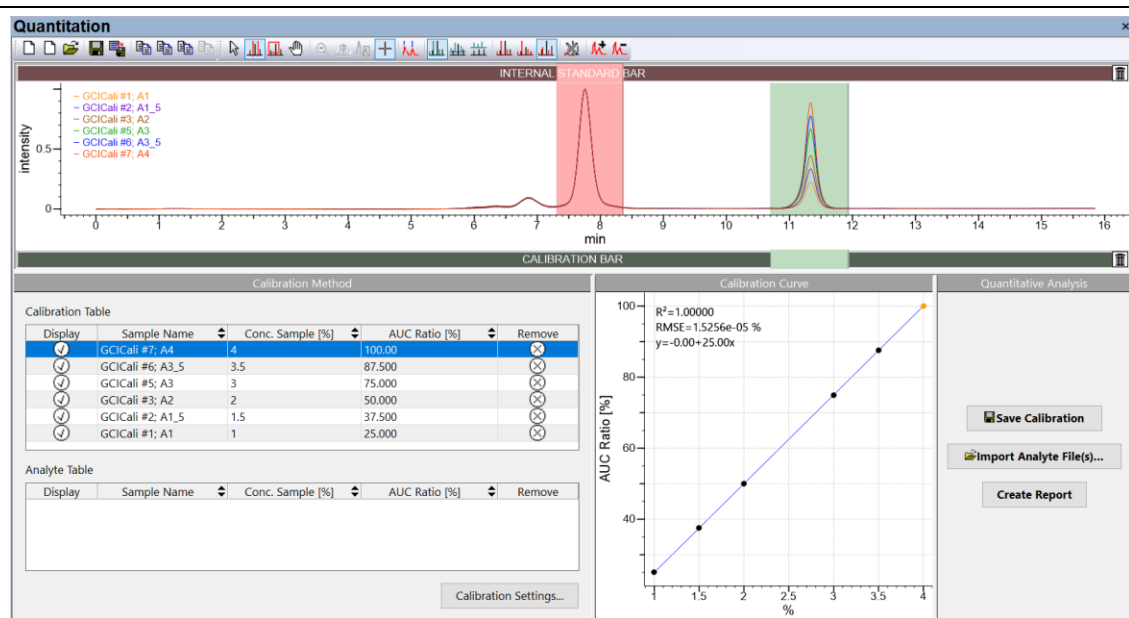 Quantitation
INTERNAL STANDARD BAR
GCICali #1; A1
GCICali #2; A1_5
GCICali #3; A2
GCICali #5; A3
GCICali #6; A3_5
GCICali #7; A4
intensity
0.5
0
0 1 2 3 4 5 6 7 8 9 10 11 12 13 14 15 16
min
CALIBRATION BAR
Calibration Method
Calibration Table
Display Sample Name Conc. Sample [%] AUC Ratio [%] Remove
GCICali #7; A4 4 100.00
GCICali #6; A3_5 3.5 87.500
GCICali #5; A3 3 75.000
GCICali #3; A2 2 50.000
GCICali #2; A1_5 1.5 37.500
GCICali #1; A1 1 25.000
Analyte Table
Display Sample Name Conc. Sample [%] AUC Ratio [%] Remove
Calibration Settings...
Calibration Curve
R²=1.00000
RMSE=1.5256e-05 %
y=-0.00+25.00x
AUC Ratio [%]
100
80
60
40
1 1.5 2 2.5 3 3.5 4
%
Quantitative Analysis
Save Calibration
Import Analyte File(s)...
Create Report